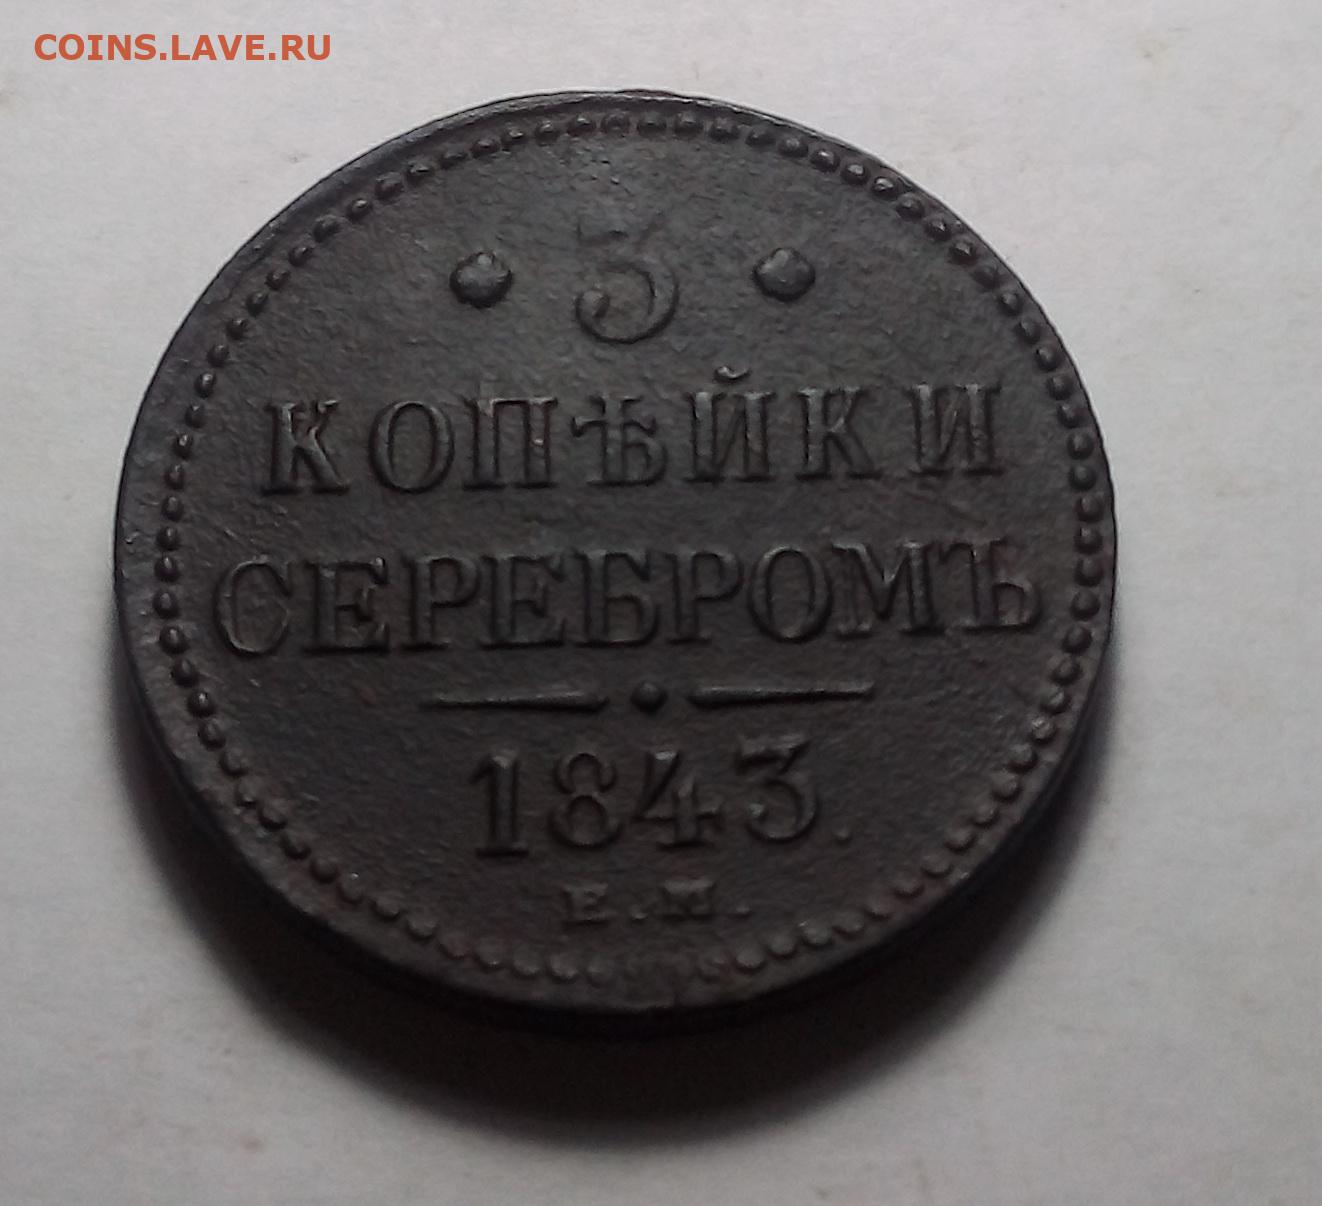 COINS.LAVE.RU
· 3 ·
КОПѢЙКИ
СЕРЕБРОМЪ
1843.
Е.М.